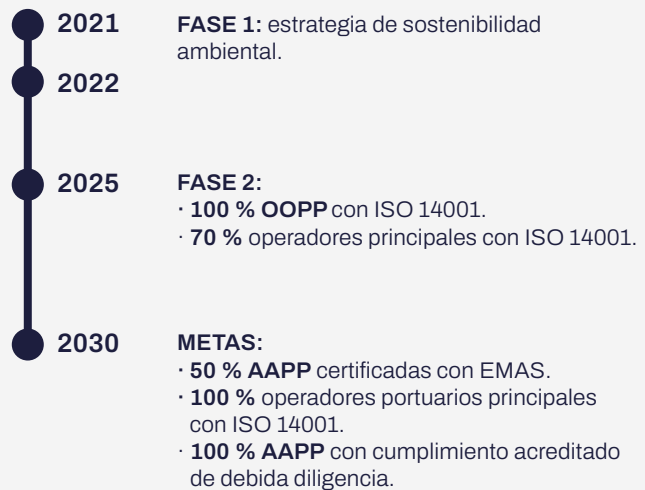 2021
FASE 1: estrategia de sostenibilidad
ambiental.
2022
2025
FASE 2:
· 100 % OOPP con ISO 14001.
· 70 % operadores principales con ISO 14001.
2030
METAS:
· 50 % AAPP certificadas con EMAS.
· 100 % operadores portuarios principales
con ISO 14001.
· 100 % AAPP con cumplimiento acreditado
de debida diligencia.